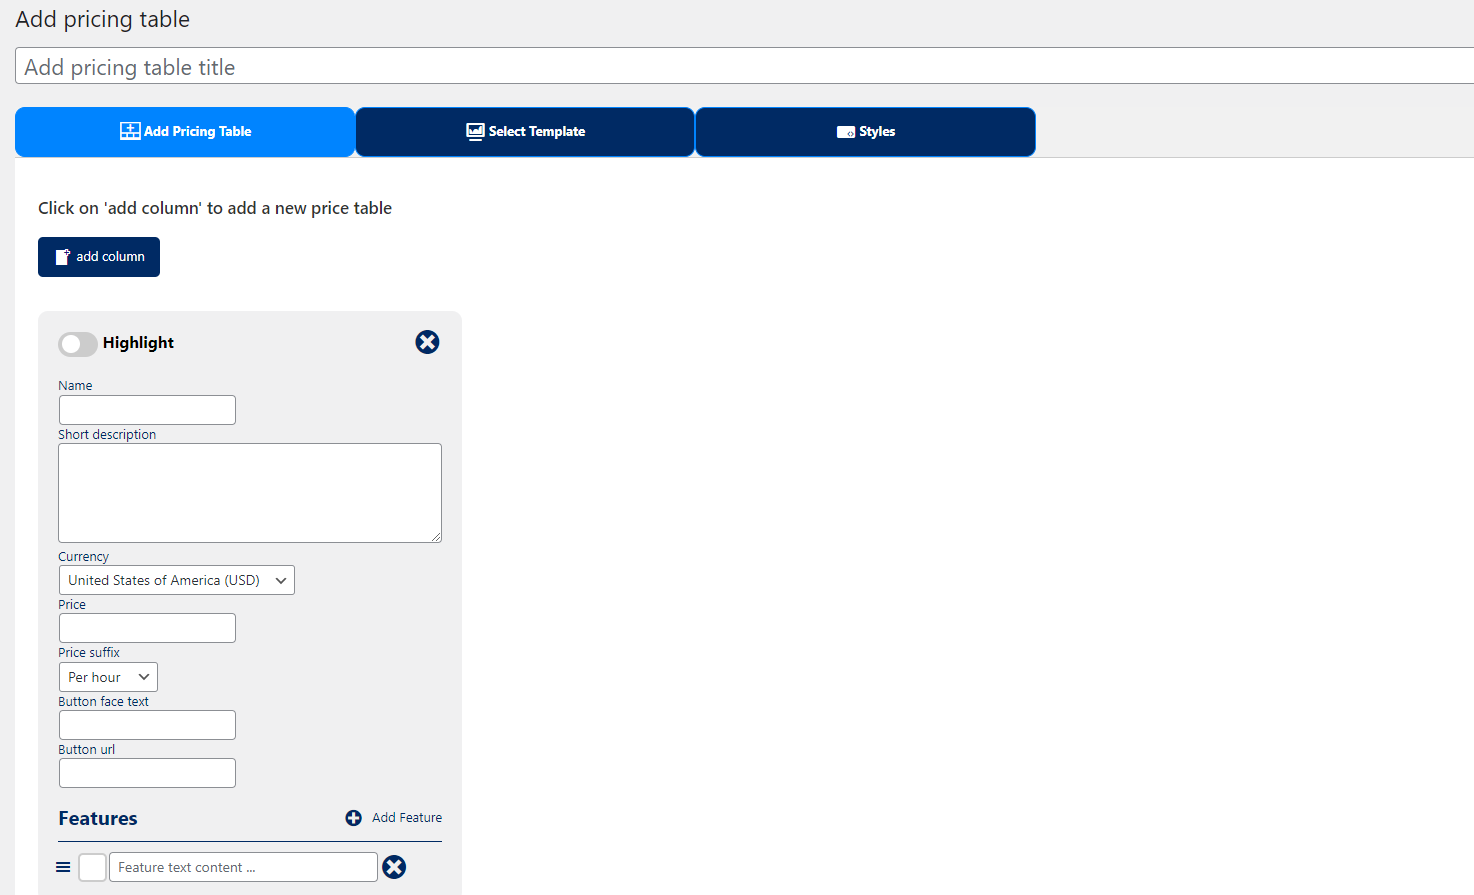 Add pricing table
Add pricing table title
Add Pricing Table
Select Template
Styles
Click on 'add column' to add a new price table
add column
Highlight
Name
Short description
Currency
United States of America (USD)
Price
Price suffix
Per hour
Button face text
Button url
Features
Add Feature
Feature text content ...